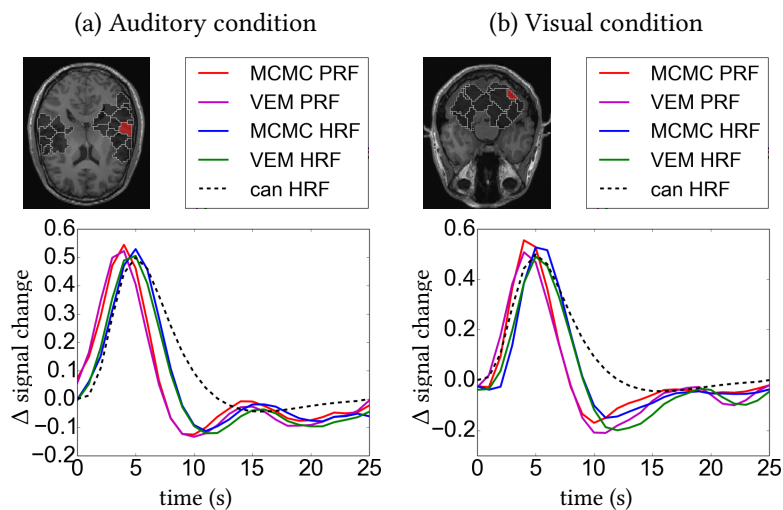 (a) Auditory condition
MCMC PRF
VEM PRF
MCMC HRF
VEM HRF
can HRF
Δ signal change
0.6
0.5
0.4
0.3
0.2
0.1
0.0
−0.1
−0.2
0 5 10 15 20 25
time (s)
(b) Visual condition
MCMC PRF
VEM PRF
MCMC HRF
VEM HRF
can HRF
Δ signal change
0.6
0.4
0.2
0.0
−0.2
0 5 10 15 20 25
time (s)